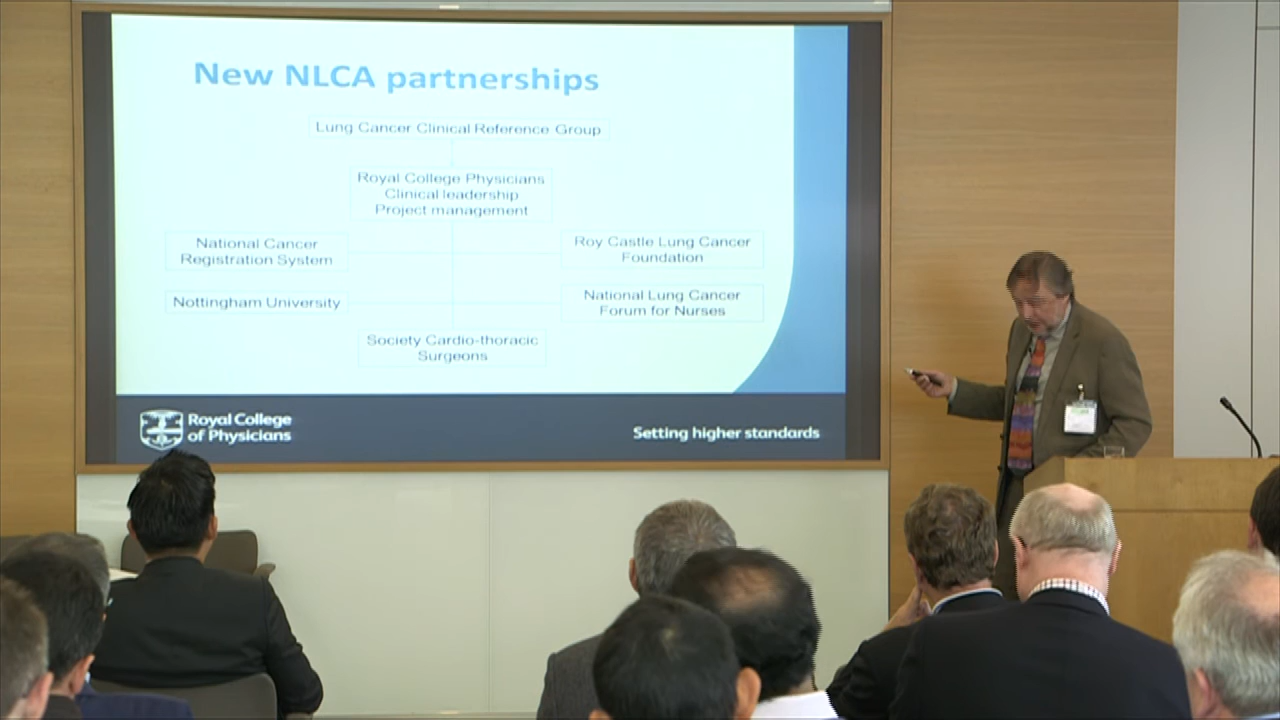 New NLCA partnerships
Lung Cancer Clinical Reference Group
Royal College Physicians
Clinical leadership
Project management
National Cancer
Registration System
Roy Castle Lung Cancer
Foundation
Nottingham University
National Lung Cancer
Forum for Nurses
Society Cardio-thoracic
Surgeons
Royal College
of Physicians
Setting higher standards